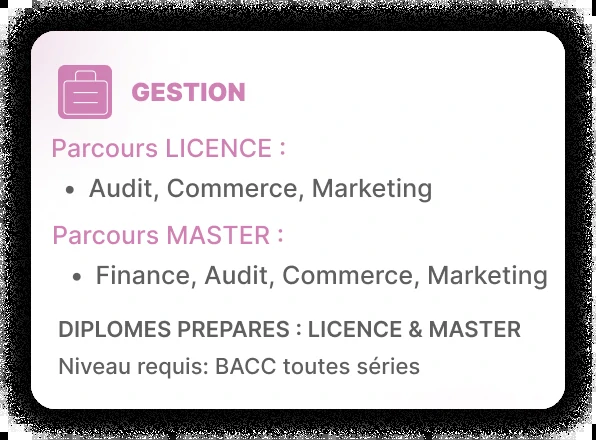 GESTION
Parcours LICENCE :
• Audit, Commerce, Marketing
Parcours MASTER :
• Finance, Audit, Commerce, Marketing
DIPLOMES PREPARES : LICENCE & MASTER
Niveau requis: BACC toutes séries